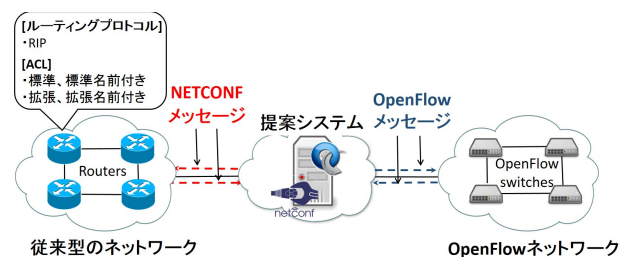 [ルーティングプロトコル]
・RIP
[ACL]
・標準、標準名前付き
・拡張、拡張名前付き
NETCONF
メッセージ
提案システム
OpenFlow
メッセージ
Routers
netconf
OpenFlow
switches
従来型のネットワーク
OpenFlowネットワーク